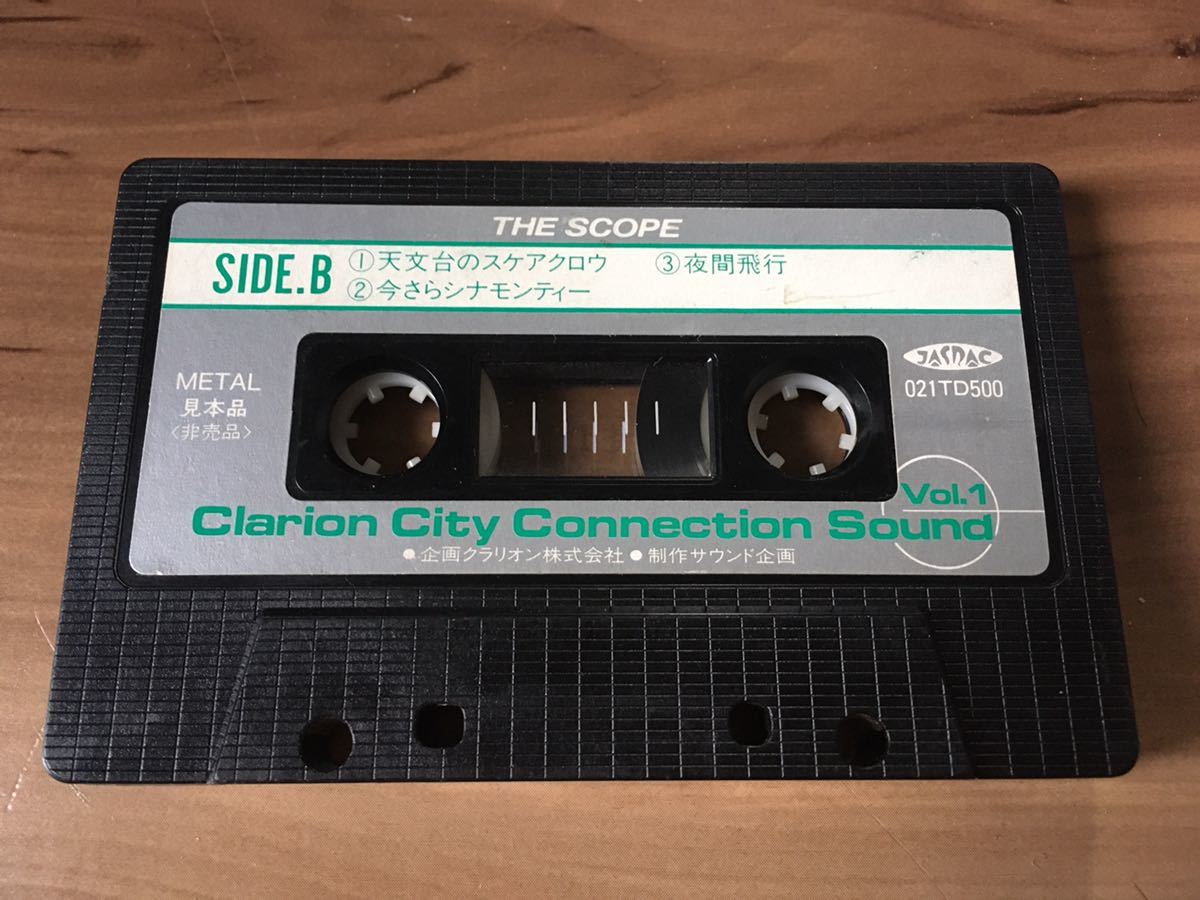 THE SCOPE
SIDE.B
①天文台のスケアクロウ ③夜間飛行
②今さらシナモンティー
METAL
見本品
〈非売品〉
JASRAC
021TD500
Vol.1
Clarion City Connection Sound
●企画クラリオン株式会社●制作サウンド企画